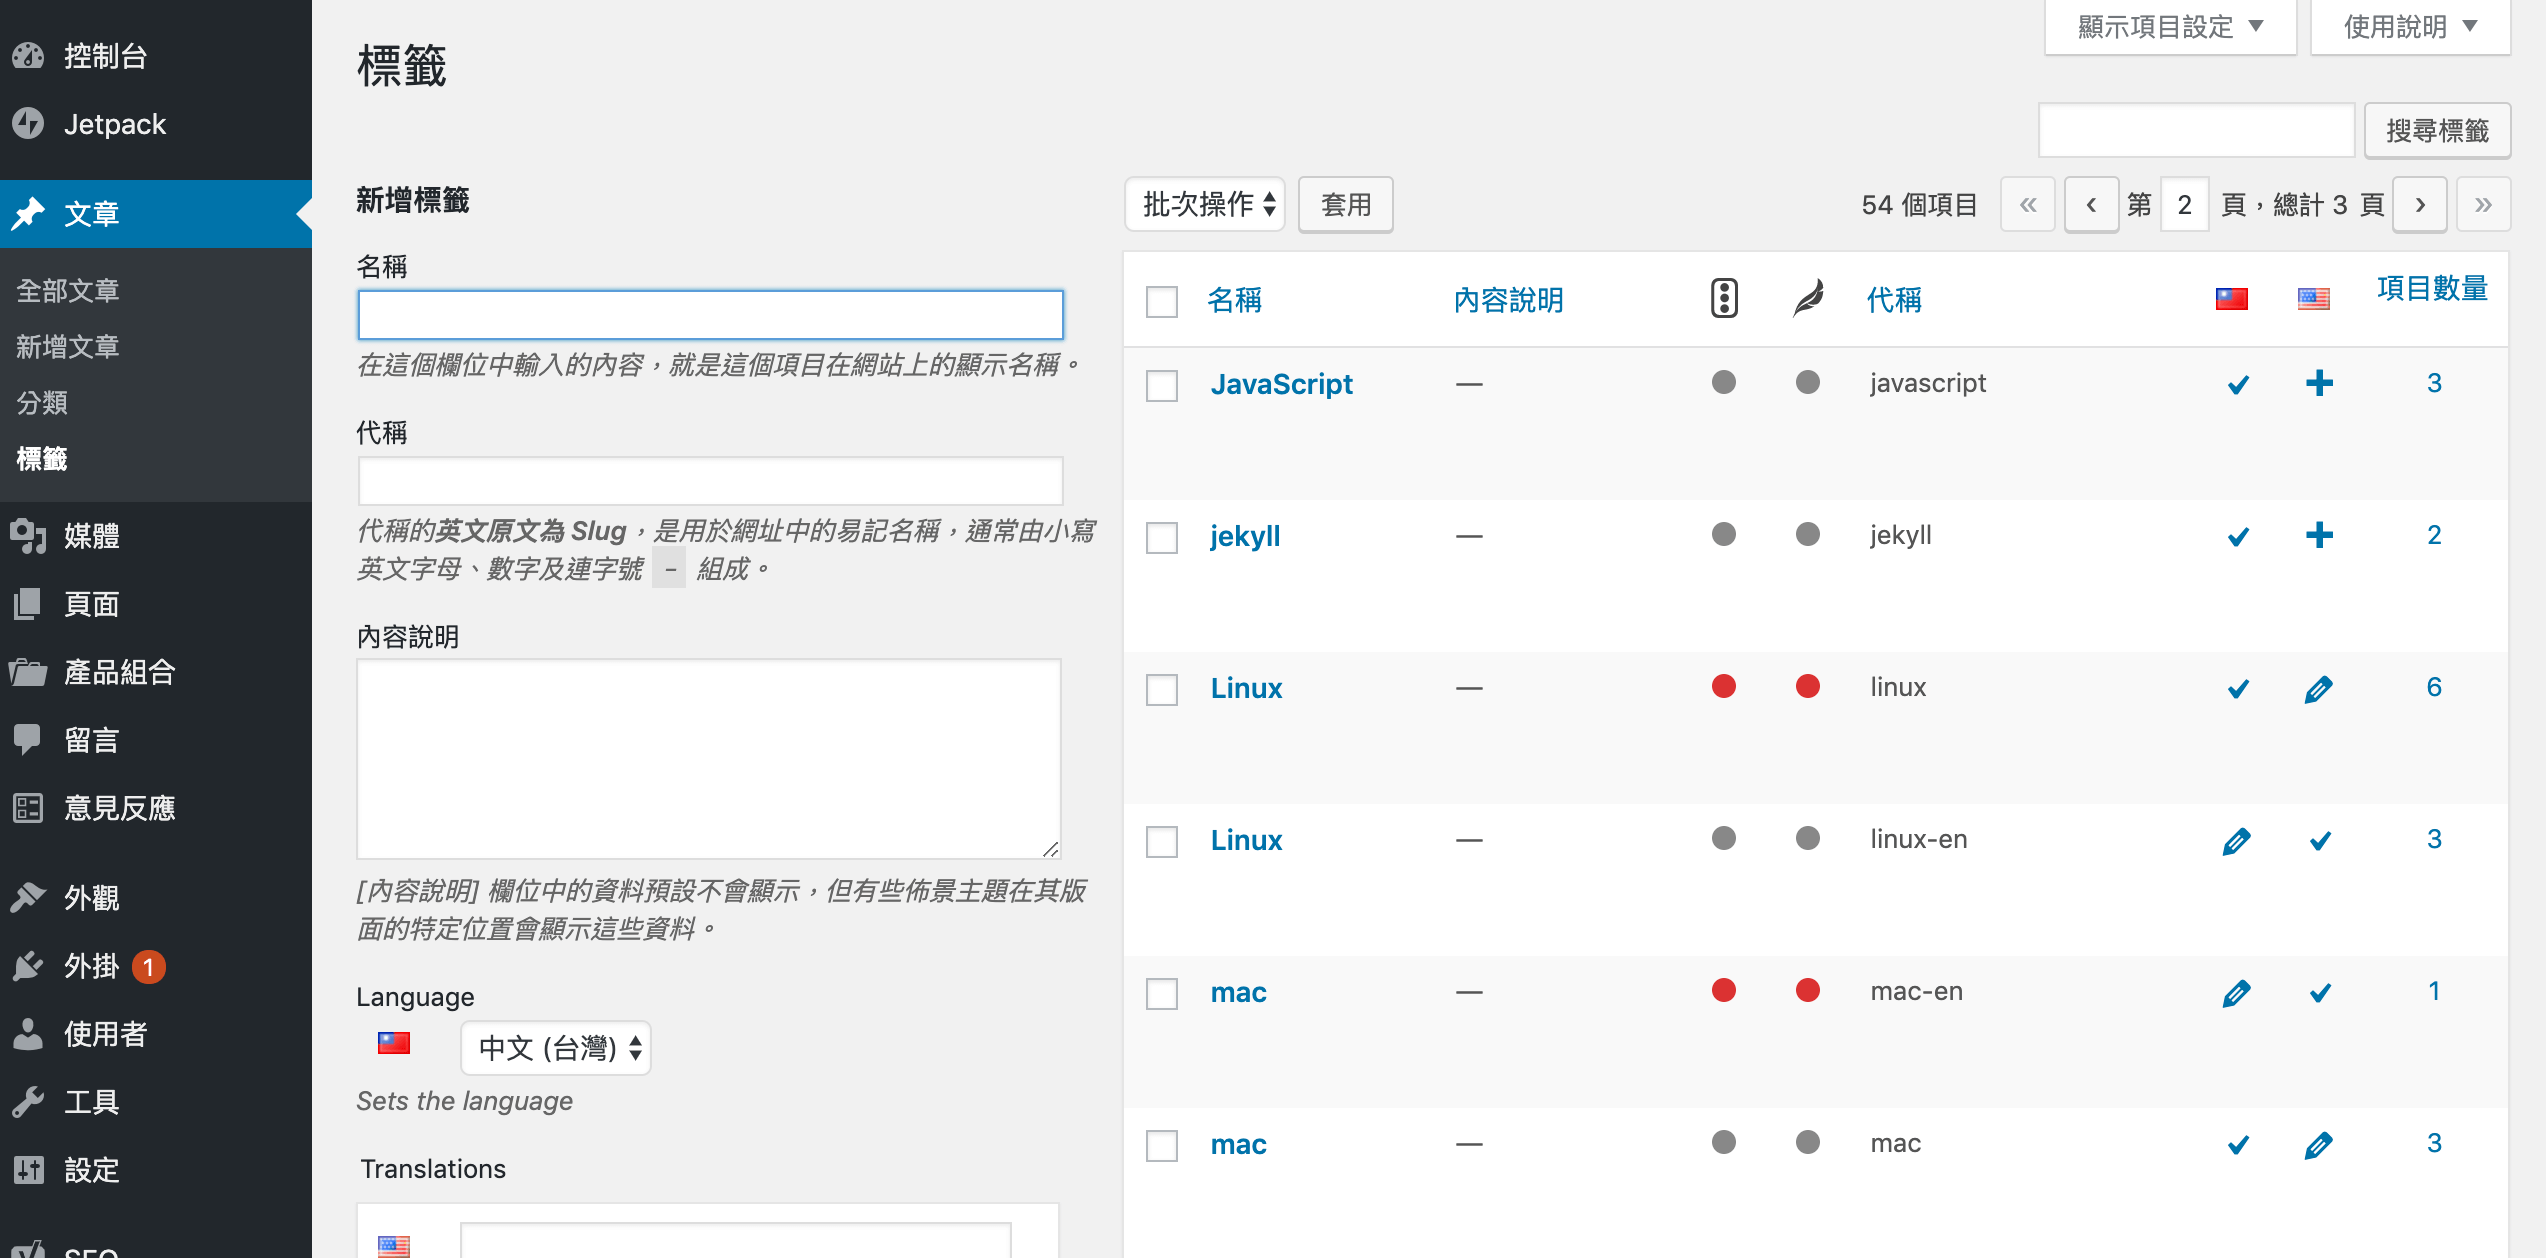 控制台
Jetpack
文章
全部文章
新增文章
分類
標籤
媒體
頁面
產品組合
留言
意見反應
外觀
外掛 1
使用者
工具
設定
SEO
顯示項目設定
使用說明
標籤
搜尋標籤
新增標籤
名稱
在這個欄位中輸入的內容，就是這個項目在網站上的顯示名稱。
代稱
代稱的英文原文為 Slug，是用於網址中的易記名稱，通常由小寫
英文字母、數字及連字號 - 組成。
內容說明
[內容說明] 欄位中的資料預設不會顯示，但有些佈景主題在其版
面的特定位置會顯示這些資料。
Language
中文 (台灣)
Sets the language
Translations
批次操作 套用 54 個項目 « ‹ 第 2 頁，總計 3 頁 › »
名稱 內容說明 代稱 項目數量
JavaScript — javascript 3
jekyll — jekyll 2
Linux — linux 6
Linux — linux-en 3
mac — mac-en 1
mac — mac 3